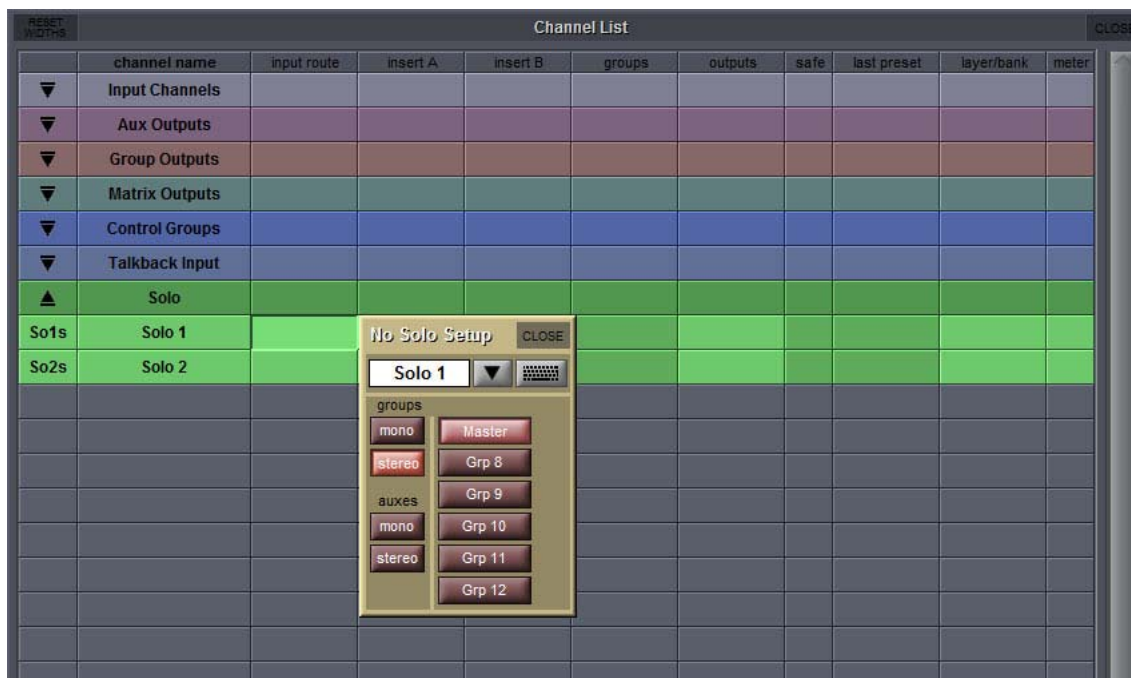 RESET WIDTHS
Channel List
CLOSE
channel name input route insert A insert B groups outputs safe last preset layer/bank meter
Input Channels
Aux Outputs
Group Outputs
Matrix Outputs
Control Groups
Talkback Input
Solo
So1s Solo 1
So2s Solo 2
No Solo Setup CLOSE
Solo 1
groups
mono Master
stereo Grp 8
auxes Grp 9
mono Grp 10
stereo Grp 11
Grp 12